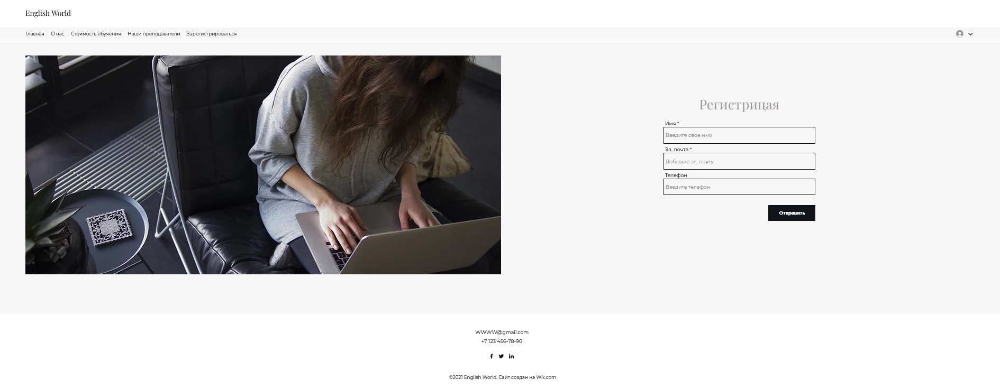 English World
Главная О нас Стоимость обучения Наши преподаватели Зарегистрироваться
Регистрицая
Имя *
Введите свое имя
Эл. почта *
Добавьте эл. почту
Телефон
Введите телефон
Отправить
WWWW@gmail.com
+7 123 456-78-90
©2021 English World. Сайт создан на Wix.com